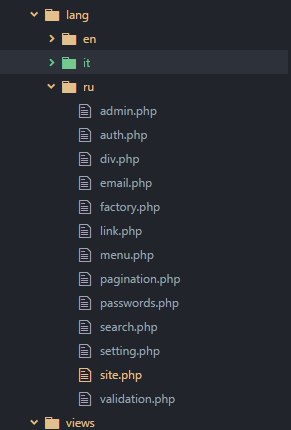 lang
en
it
ru
admin.php
auth.php
div.php
email.php
factory.php
link.php
menu.php
pagination.php
passwords.php
search.php
setting.php
site.php
validation.php
views